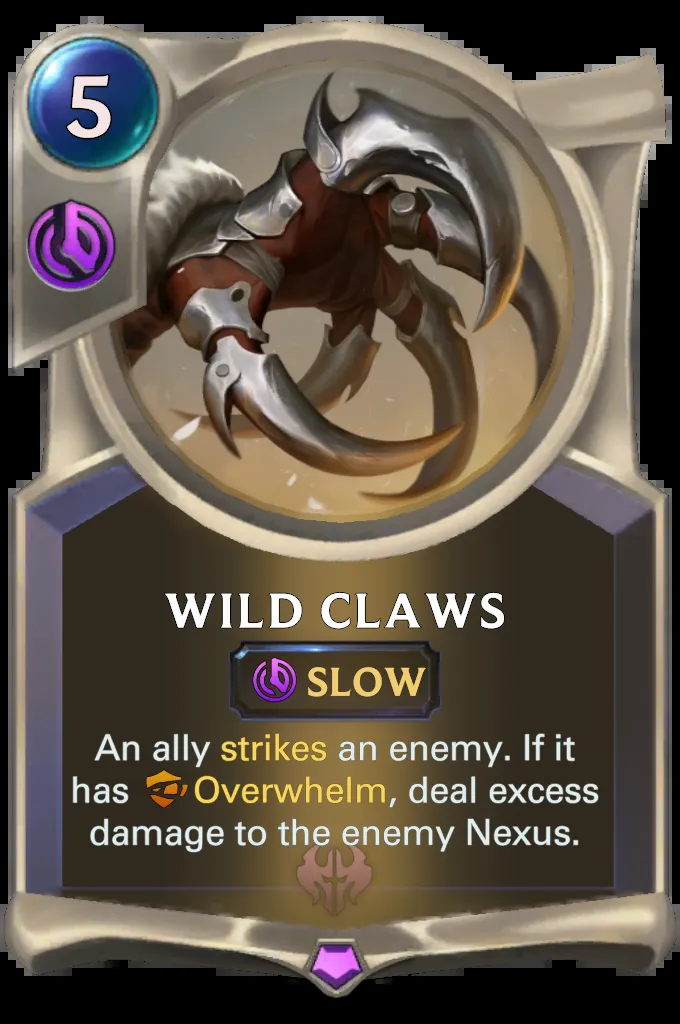 5
WILD CLAWS
SLOW
An ally strikes an enemy. If it
has Overwhelm, deal excess
damage to the enemy Nexus.